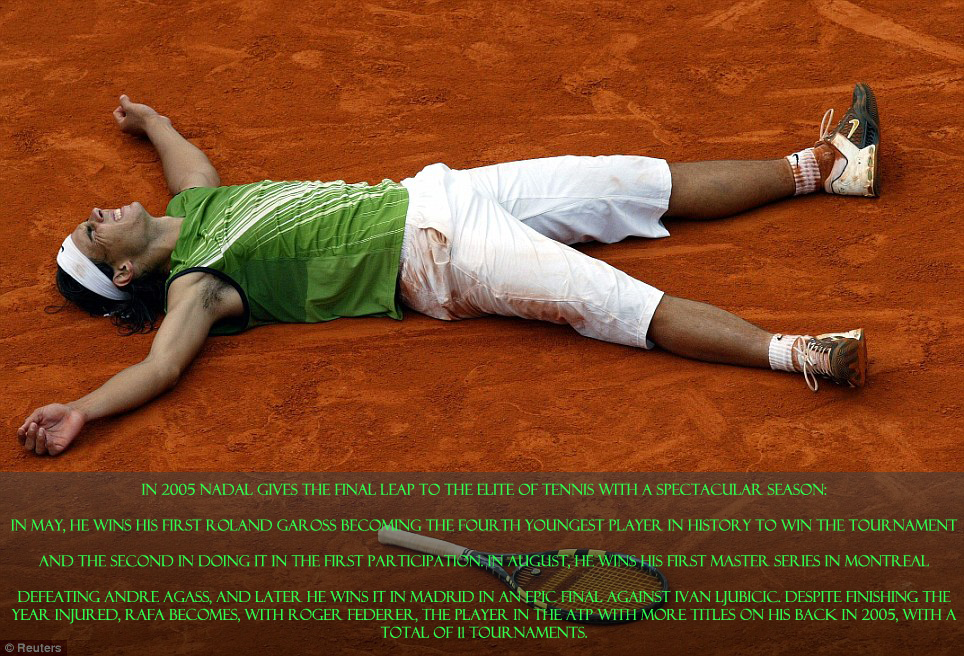 IN 2005 NADAL GIVES THE FINAL LEAP TO THE ELITE OF TENNIS WITH A SPECTACULAR SEASON:
IN MAY, HE WINS HIS FIRST ROLAND GAROSS BECOMING THE FOURTH YOUNGEST PLAYER IN HISTORY TO WIN THE TOURNAMENT
AND THE SECOND IN DOING IT IN THE FIRST PARTICIPATION. IN AUGUST, HE WINS HIS FIRST MASTER SERIES IN MONTREAL
DEFEATING ANDRE AGASS, AND LATER HE WINS IT IN MADRID IN AN EPIC FINAL AGAINST IVAN LJUBICIC. DESPITE FINISHING THE
YEAR INJURED, RAFA BECOMES, WITH ROGER FEDERER, THE PLAYER IN THE ATP WITH MORE TITLES ON HIS BACK IN 2005, WITH A
TOTAL OF 11 TOURNAMENTS.
© Reuters